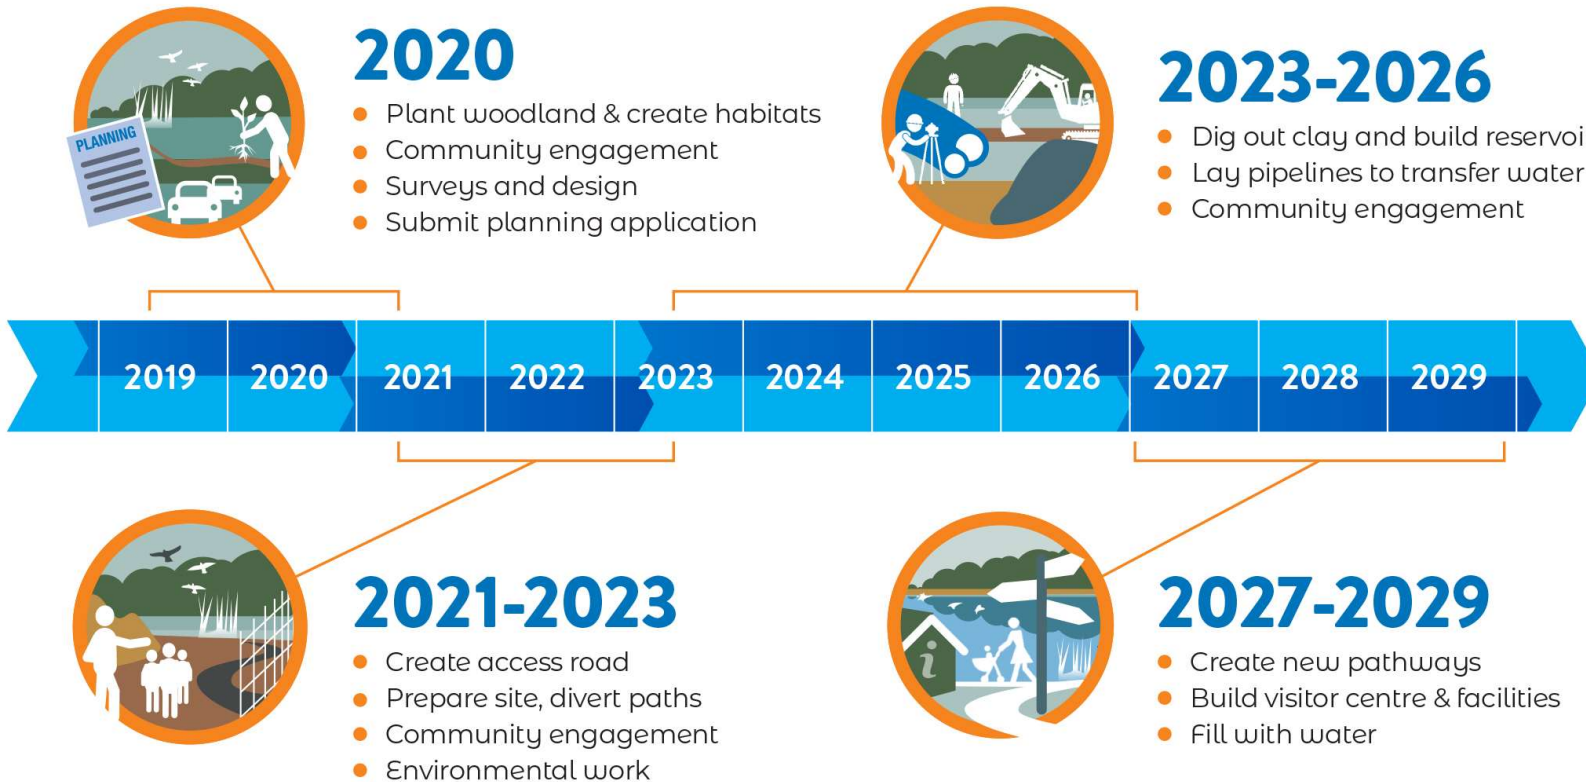 2020
PLANNING
• Plant woodland & create habitats
• Community engagement
• Surveys and design
• Submit planning application
2023-2026
• Dig out clay and build reservoi
• Lay pipelines to transfer water
• Community engagement
2019 2020 2021 2022 2023 2024 2025 2026 2027 2028 2029
2021-2023
• Create access road
• Prepare site, divert paths
• Community engagement
• Environmental work
i
2027-2029
• Create new pathways
• Build visitor centre & facilities
• Fill with water